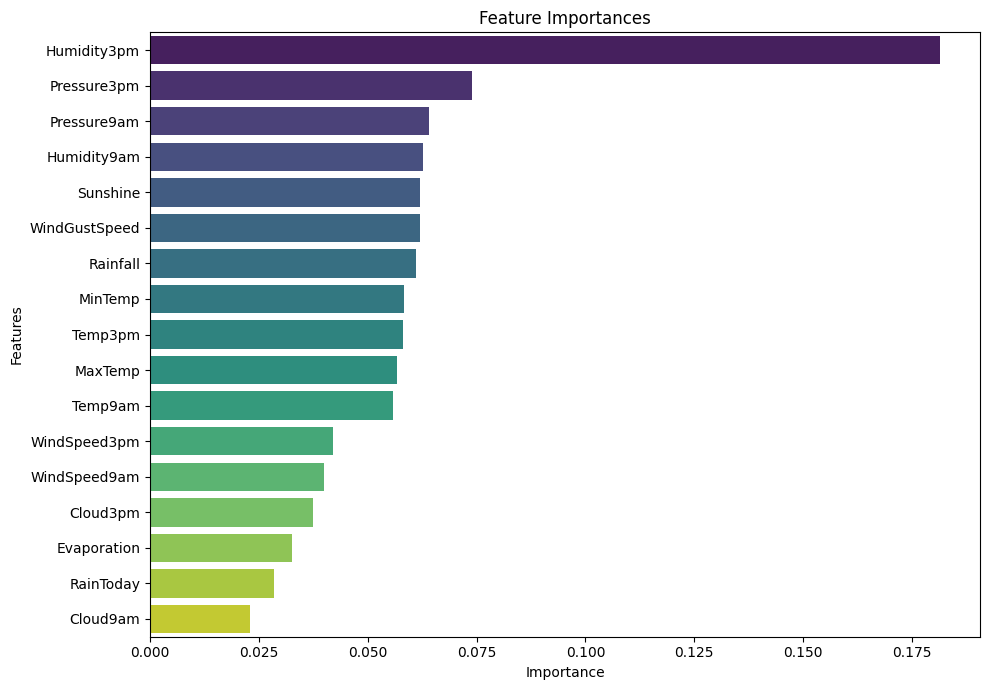 Feature Importances
Humidity3pm
Pressure3pm
Pressure9am
Humidity9am
Sunshine
WindGustSpeed
Rainfall
MinTemp
Temp3pm
MaxTemp
Temp9am
WindSpeed3pm
WindSpeed9am
Cloud3pm
Evaporation
RainToday
Cloud9am
Features
0.000 0.025 0.050 0.075 0.100 0.125 0.150 0.175
Importance